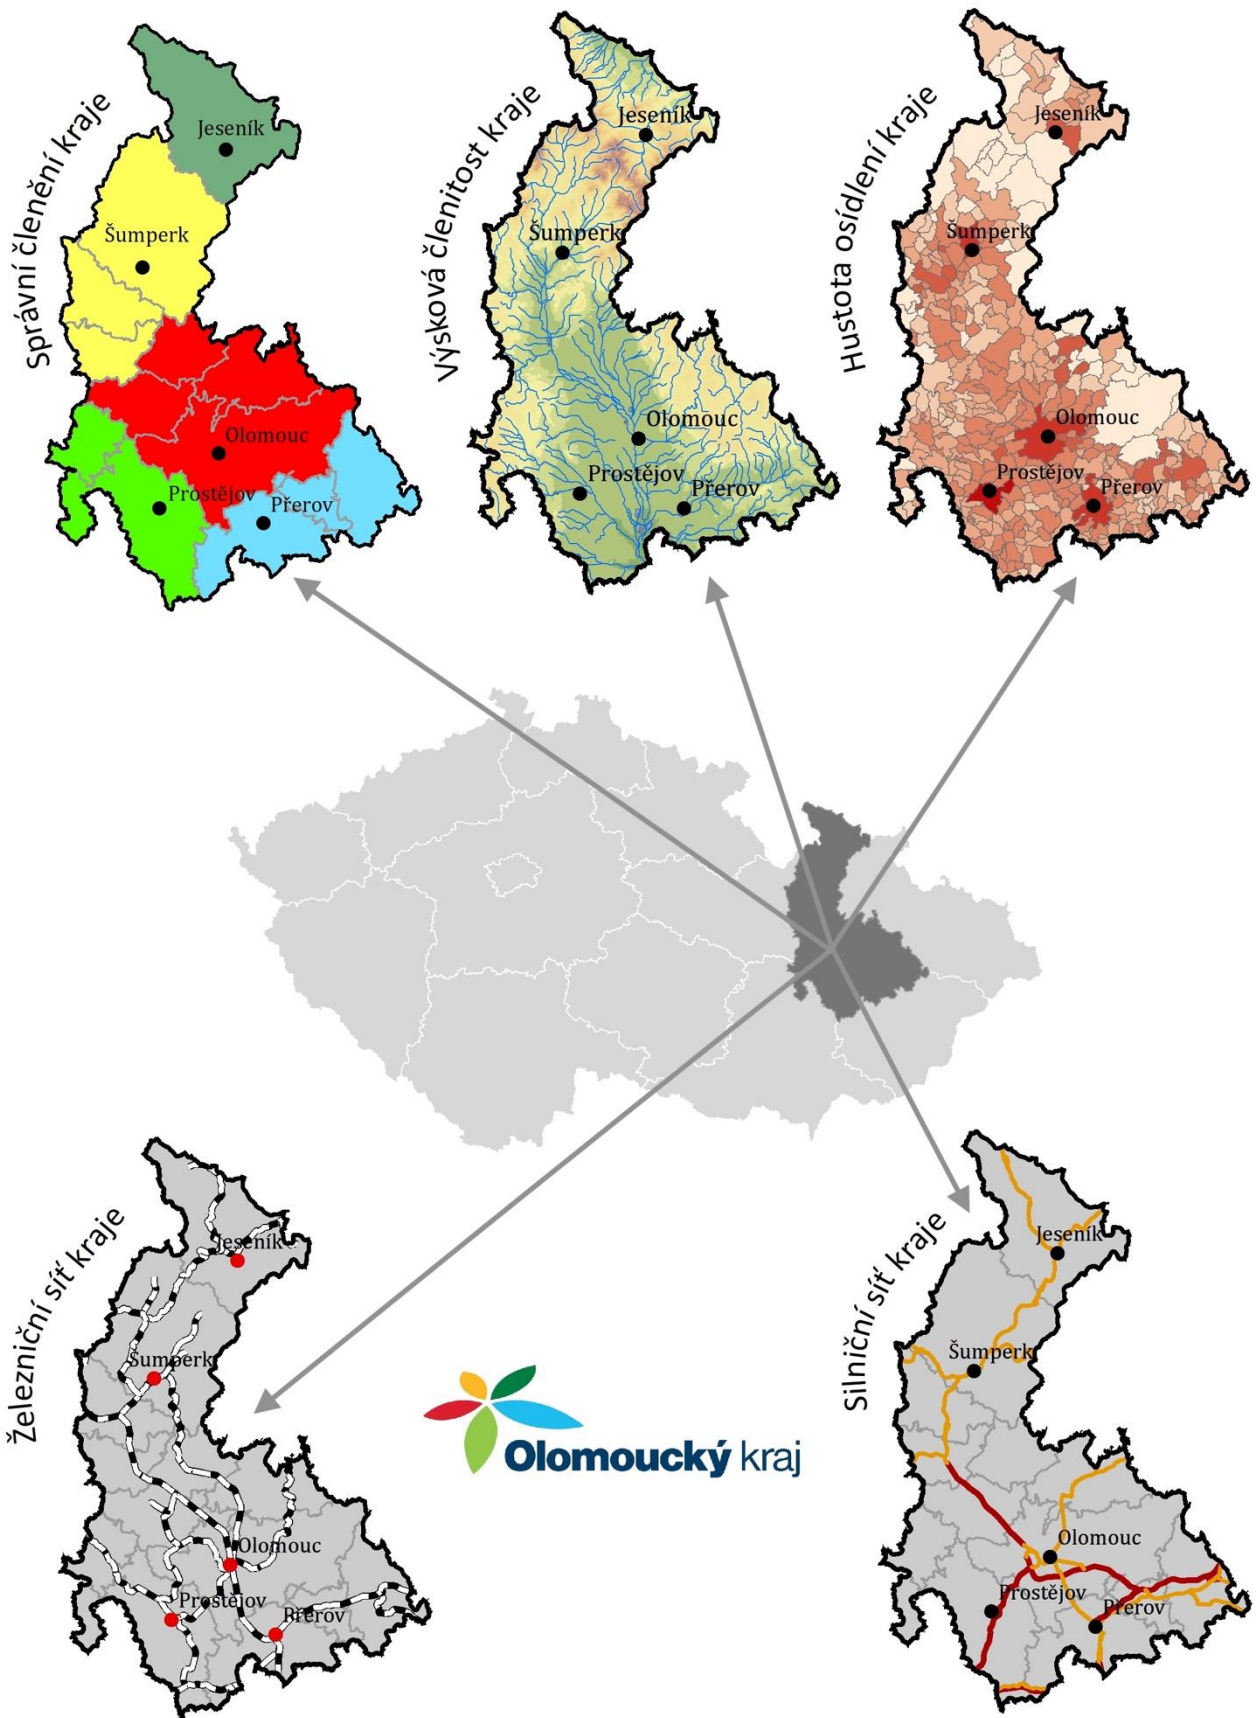 Správní členění kraje
Jeseník
Šumperk
Olomouc
Prostějov
Přerov
Výsková členitost kraje
Jeseník
Šumperk
Olomouc
Prostějov
Přerov
Hustota osídlení kraje
Jeseník
Šumperk
Olomouc
Prostějov
Přerov
Železniční síť kraje
Jeseník
Šumperk
Olomouc
Prostějov
Přerov
Olomoucký kraj
Silniční síť kraje
Jeseník
Šumperk
Olomouc
Prostějov
Přerov